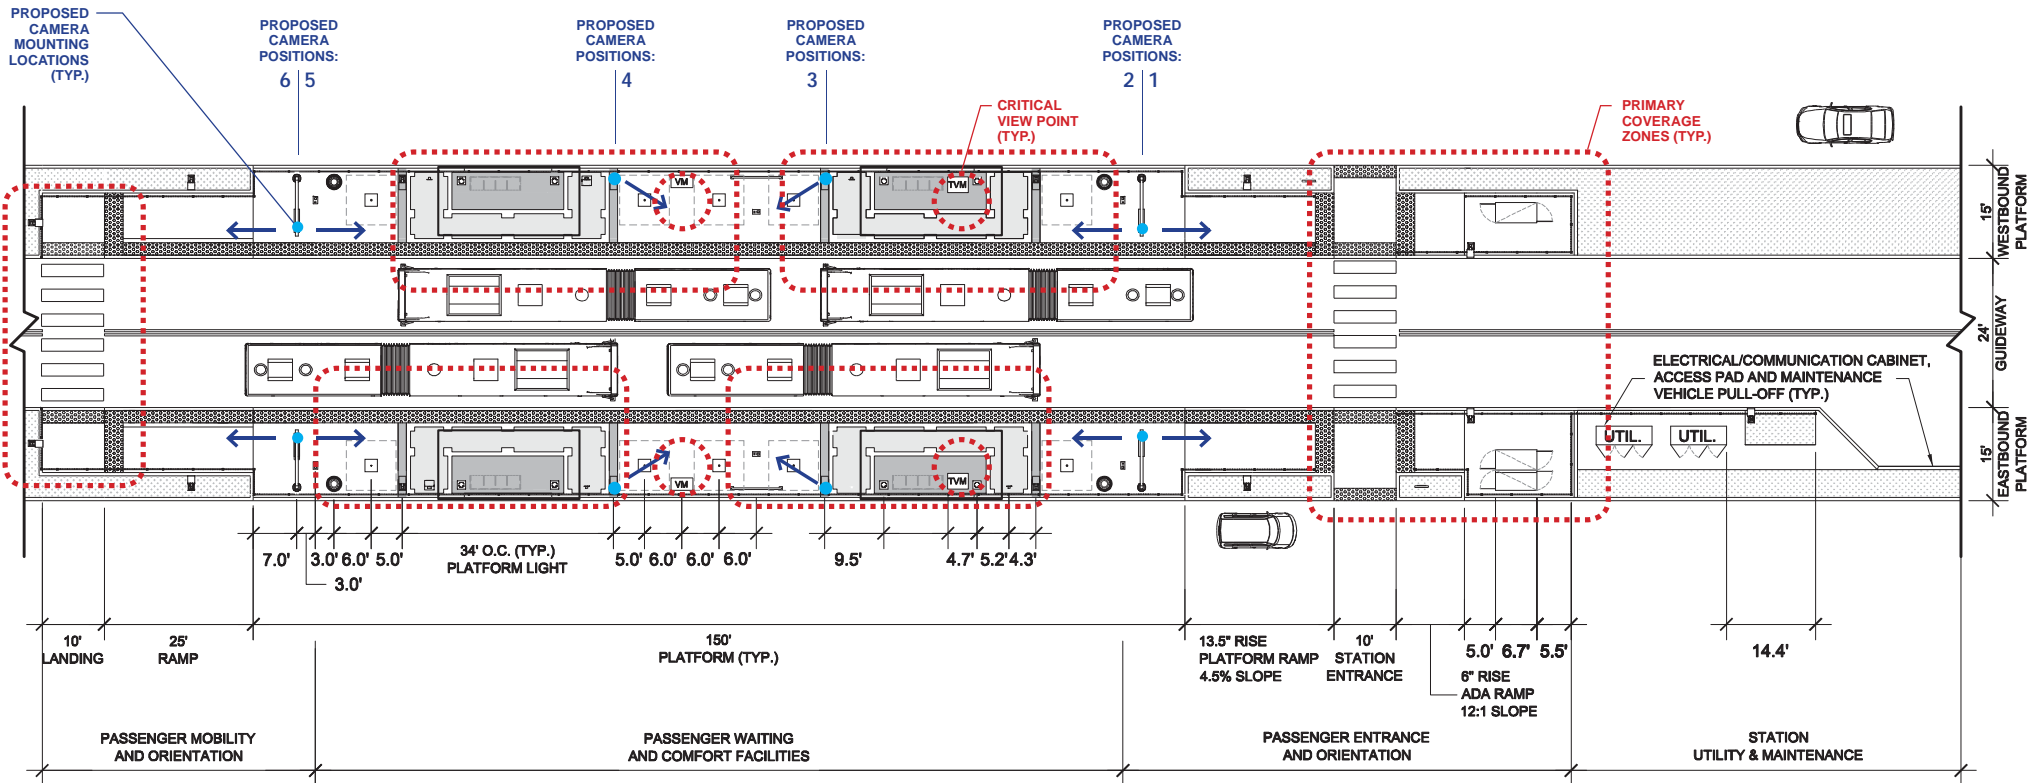 PROPOSED
CAMERA
MOUNTING
LOCATIONS
(TYP.)
PROPOSED
CAMERA
POSITIONS:
6 5
PROPOSED
CAMERA
POSITIONS:
4
PROPOSED
CAMERA
POSITIONS:
3
PROPOSED
CAMERA
POSITIONS:
2 1
CRITICAL
VIEW POINT
(TYP.)
PRIMARY
COVERAGE
ZONES (TYP.)
VM
TVM
15'
WESTBOUND
PLATFORM
24'
GUIDEWAY
ELECTRICAL/COMMUNICATION CABINET,
ACCESS PAD AND MAINTENANCE
VEHICLE PULL-OFF (TYP.)
UTIL.
UTIL.
VM
TVM
15'
EASTBOUND
PLATFORM
7.0'
3.0'
6.0'
5.0'
34' O.C. (TYP.)
PLATFORM LIGHT
5.0'
6.0'
6.0'
6.0'
9.5'
4.7'
5.2'
4.3'
3.0'
10'
LANDING
25'
RAMP
150'
PLATFORM (TYP.)
13.5" RISE
PLATFORM RAMP
4.5% SLOPE
10'
STATION
ENTRANCE
5.0'
6.7'
5.5'
14.4'
6" RISE
ADA RAMP
12:1 SLOPE
PASSENGER MOBILITY
AND ORIENTATION
PASSENGER WAITING
AND COMFORT FACILITIES
PASSENGER ENTRANCE
AND ORIENTATION
STATION
UTILITY & MAINTENANCE